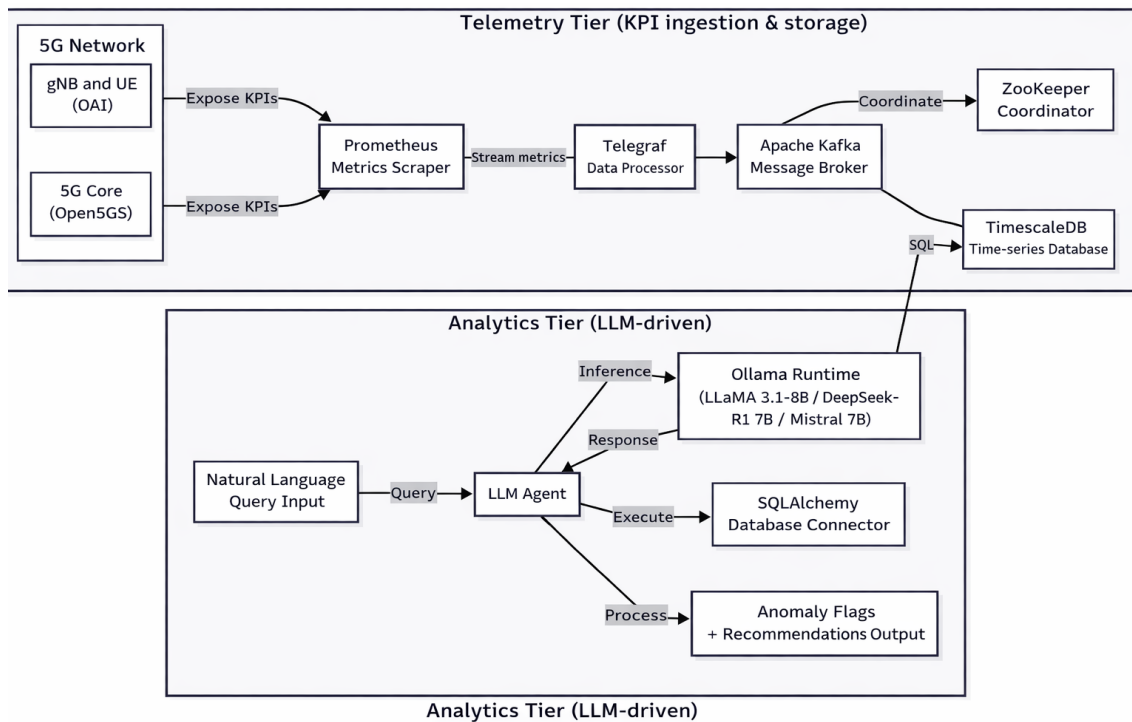 Telemetry Tier (KPI ingestion & storage)
5G Network
gNB and UE
(OAI)
Expose KPIs
5G Core
(Open5GS)
Expose KPIs
Prometheus
Metrics Scraper
Stream metrics
Telegraf
Data Processor
Apache Kafka
Message Broker
Coordinate
ZooKeeper
Coordinator
TimescaleDB
Time-series Database
SQL
Analytics Tier (LLM-driven)
Inference
Ollama Runtime
(LLaMA 3.1-8B / DeepSeek-
R1 7B / Mistral 7B)
Response
Natural Language
Query Input
Query
LLM Agent
Execute
SQLAlchemy
Database Connector
Process
Anomaly Flags
+ Recommendations Output
Analytics Tier (LLM-driven)